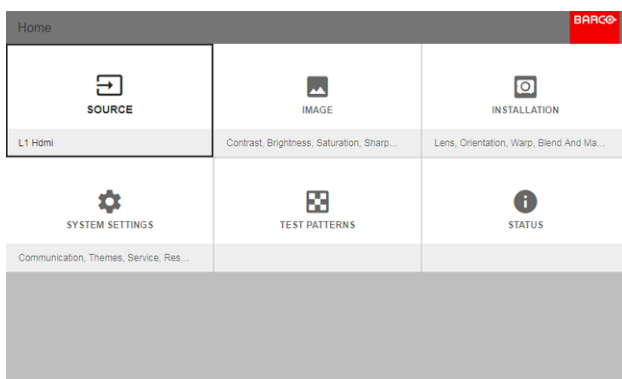 Home
BARCO
SOURCE
IMAGE
INSTALLATION
L1 Hdmi
Contrast, Brightness, Saturation, Sharp...
Lens, Orientation, Warp, Blend And Ma...
SYSTEM SETTINGS
TEST PATTERNS
STATUS
Communication, Themes, Service, Res...